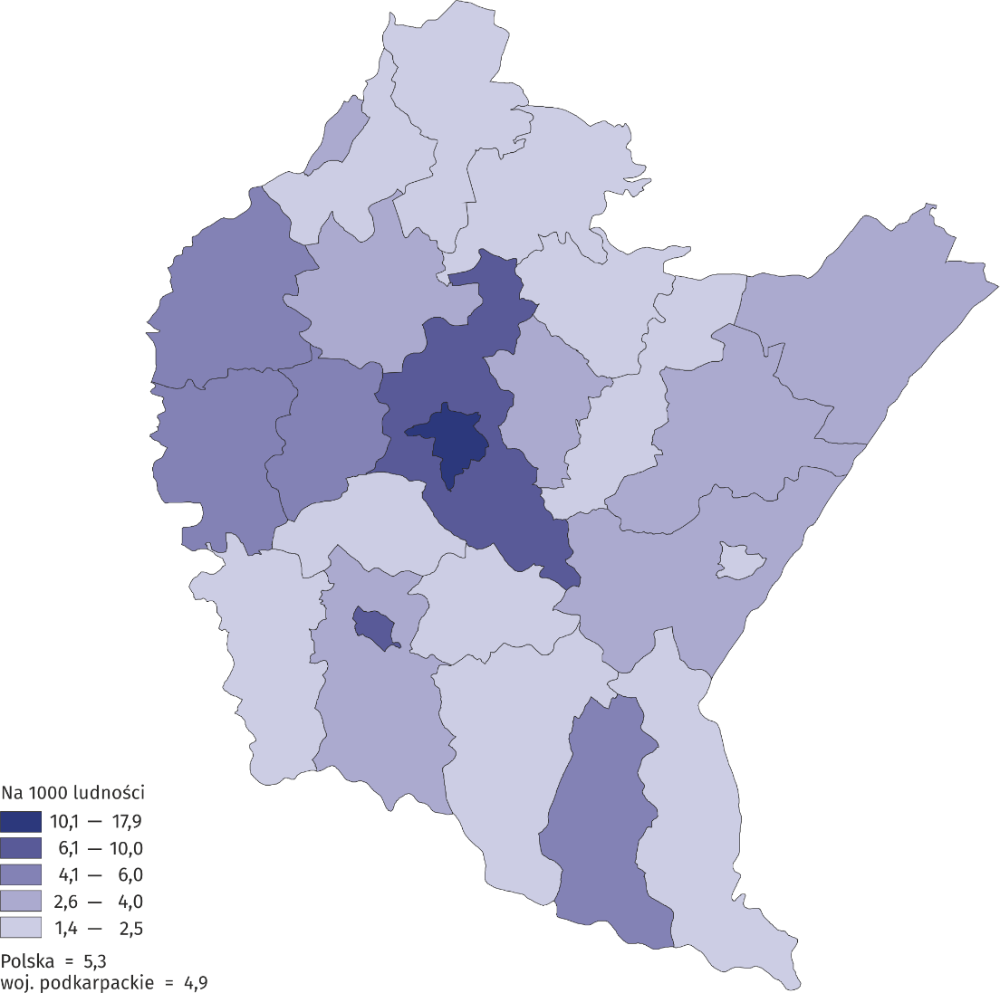 Na 1000 ludności
10,1 — 17,9
6,1 — 10,0
4,1 — 6,0
2,6 — 4,0
1,4 — 2,5
Polska = 5,3
woj. podkarpackie = 4,9